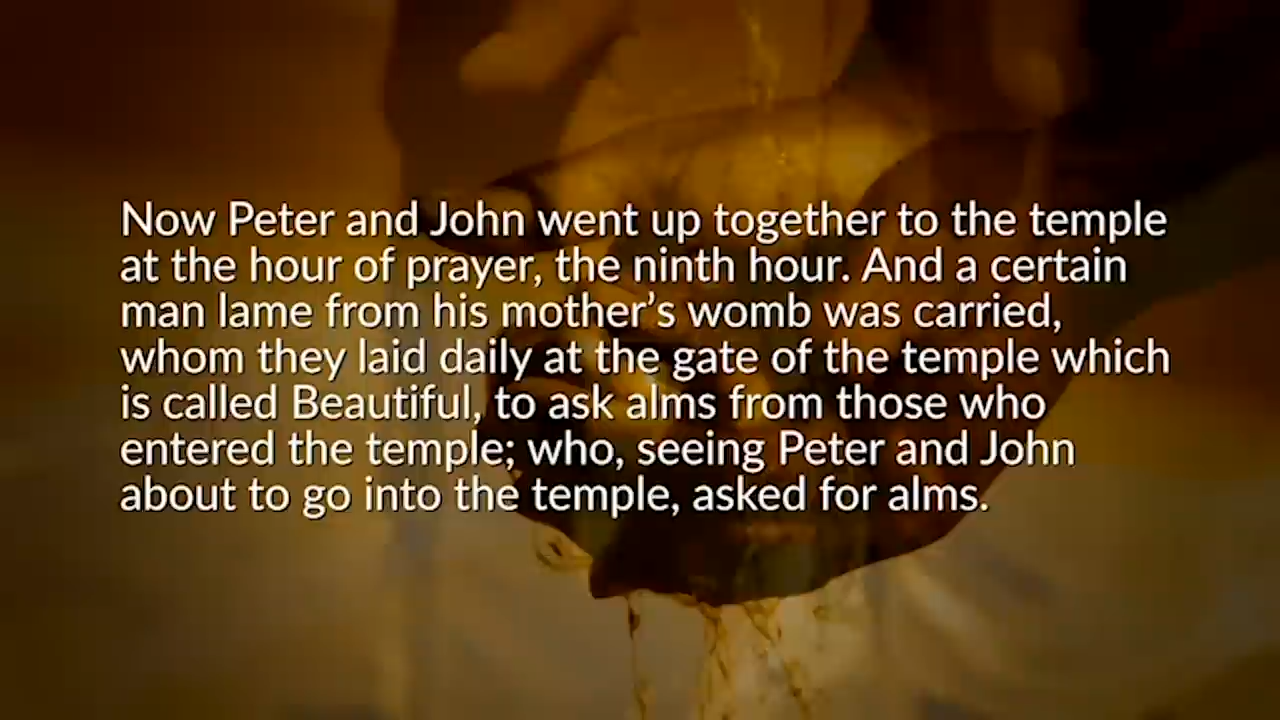 Now Peter and John went up together to the temple
at the hour of prayer, the ninth hour. And a certain
man lame from his mother’s womb was carried,
whom they laid daily at the gate of the temple which
is called Beautiful, to ask alms from those who
entered the temple; who, seeing Peter and John
about to go into the temple, asked for alms.